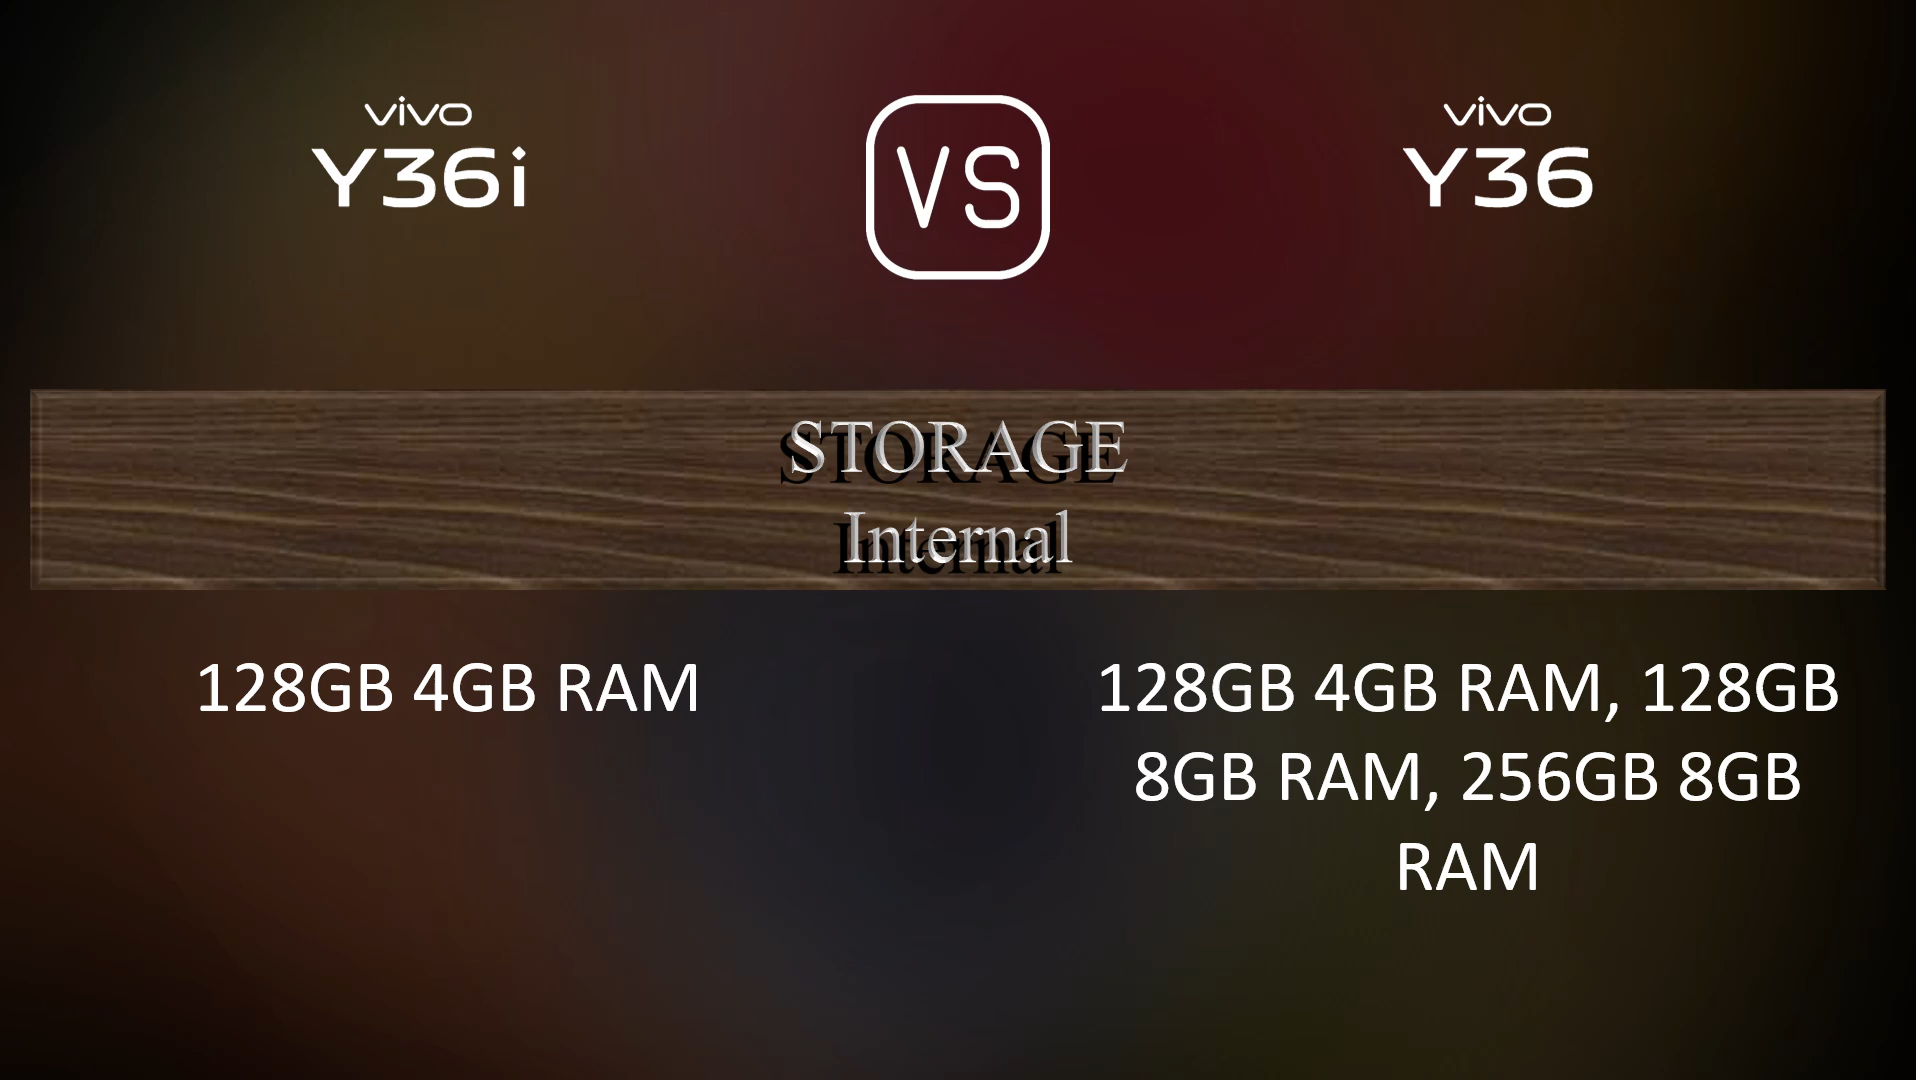 vivo
Y36i
VS
vivo
Y36
STORAGE
Internal
128GB 4GB RAM
128GB 4GB RAM, 128GB
8GB RAM, 256GB 8GB
RAM